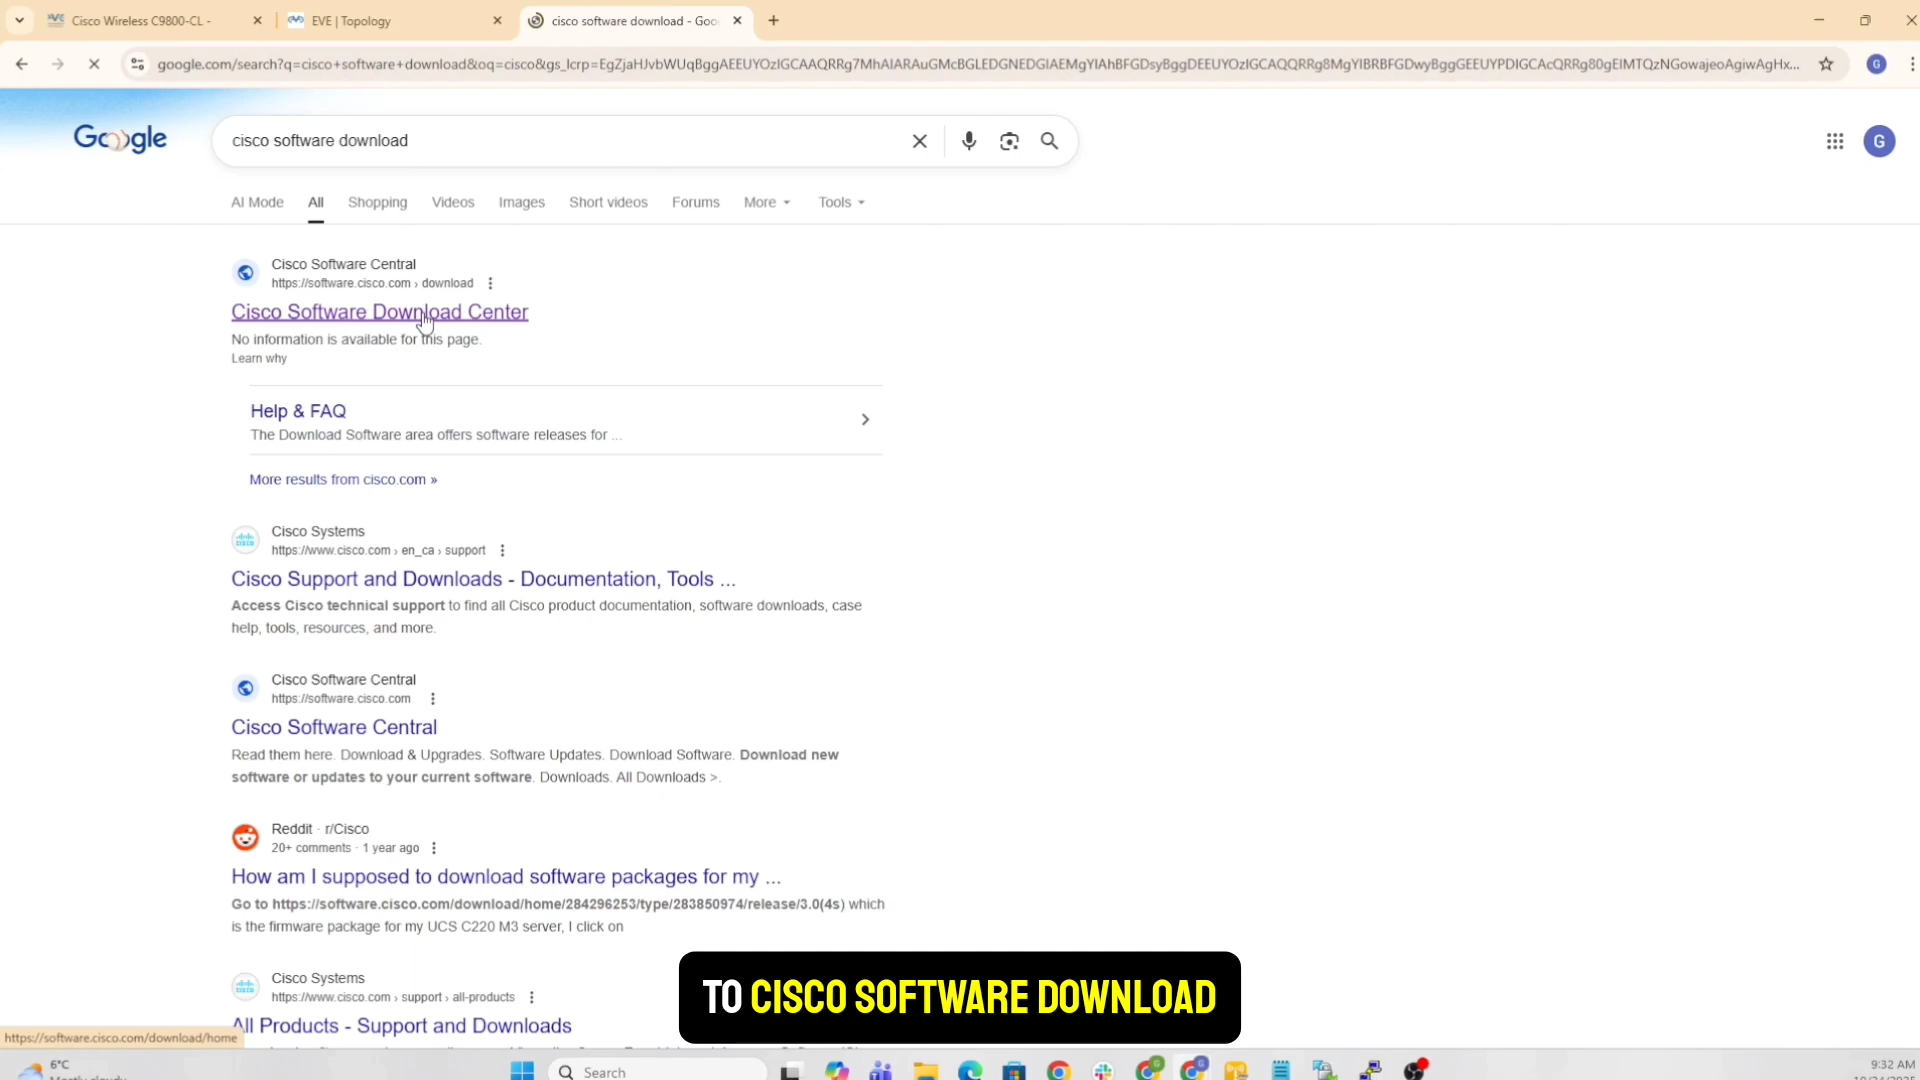 Cisco Wireless C9800-CL -
EVE | Topology
cisco software download - Goo
google.com/search?q=cisco+software+download&oq=cisco&gs_lcrp=EgZjaHJvbWUqBggAEEUYOzIGCAAQRRg7MhAIARAuGMcBGLEDGNEDGIAEMgYIAhBFGDsyBggDEEUYOzIGCAQQRRg8MgYIBRBFGDwyBggGEEUYPDIGCAcQRRg80gEIMTQzNGowajeoAgiwAgHx...
G
Google
cisco software download
G
AI Mode
All
Shopping
Videos
Images
Short videos
Forums
More
Tools
Cisco Software Central
https://software.cisco.com › download
Cisco Software Download Center
No information is available for this page.
Learn why
Help & FAQ
The Download Software area offers software releases for ...
More results from cisco.com »
Cisco Systems
https://www.cisco.com › en_ca › support
Cisco Support and Downloads - Documentation, Tools ...
Access Cisco technical support to find all Cisco product documentation, software downloads, case
help, tools, resources, and more.
Cisco Software Central
https://software.cisco.com
Cisco Software Central
Read them here. Download & Upgrades. Software Updates. Download Software. Download new
software or updates to your current software. Downloads. All Downloads >.
Reddit · r/Cisco
20+ comments · 1 year ago
How am I supposed to download software packages for my ...
Go to https://software.cisco.com/download/home/284296253/type/283850974/release/3.0(4s) which
is the firmware package for my UCS C220 M3 server, I click on
Cisco Systems
https://www.cisco.com › support › all-products
All Products - Support and Downloads
TO CISCO SOFTWARE DOWNLOAD
https://software.cisco.com/download/home
6°C
Mostly cloudy
Search
9:32 AM